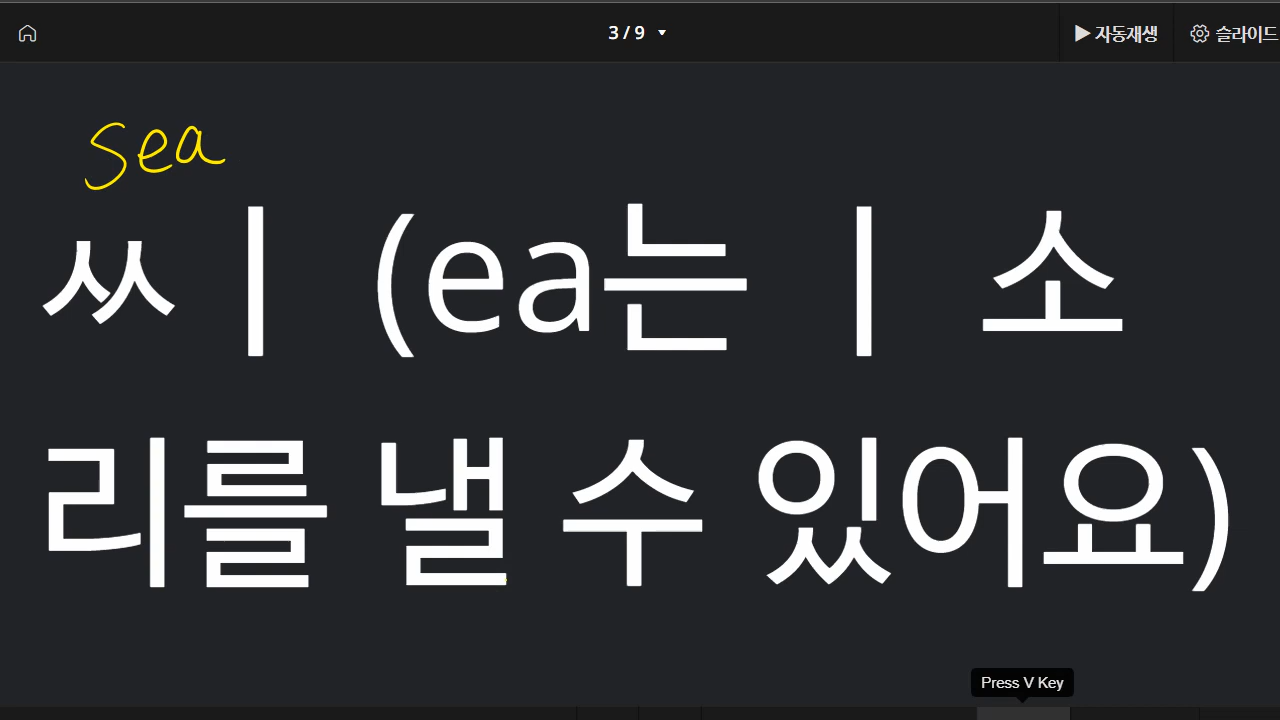 3 / 9
자동재생
슬라이드
sea
ㅆㅣ (ea는 ㅣ 소
리를 낼 수 있어요)
Press V Key